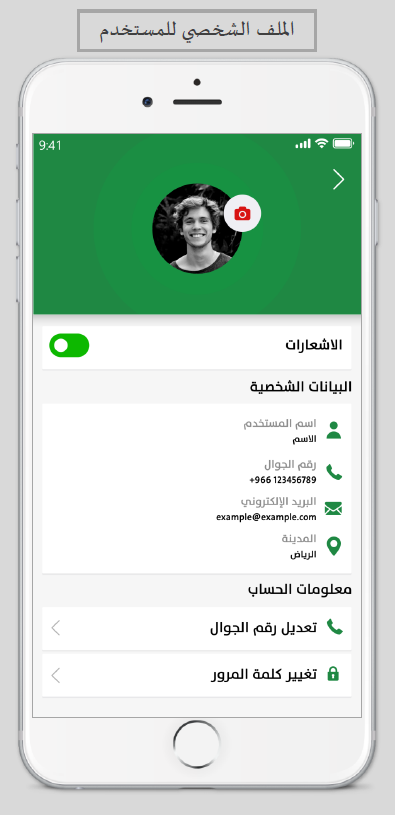 الملف الشخصي للمستخدم
9:41
الاشعارات
البيانات الشخصية
اسم المستخدم
الاسم
رقم الجوال
+966 123456789
البريد الإلكتروني
example@example.com
المدينة
الرياض
معلومات الحساب
تعديل رقم الجوال
تغيير كلمة المرور